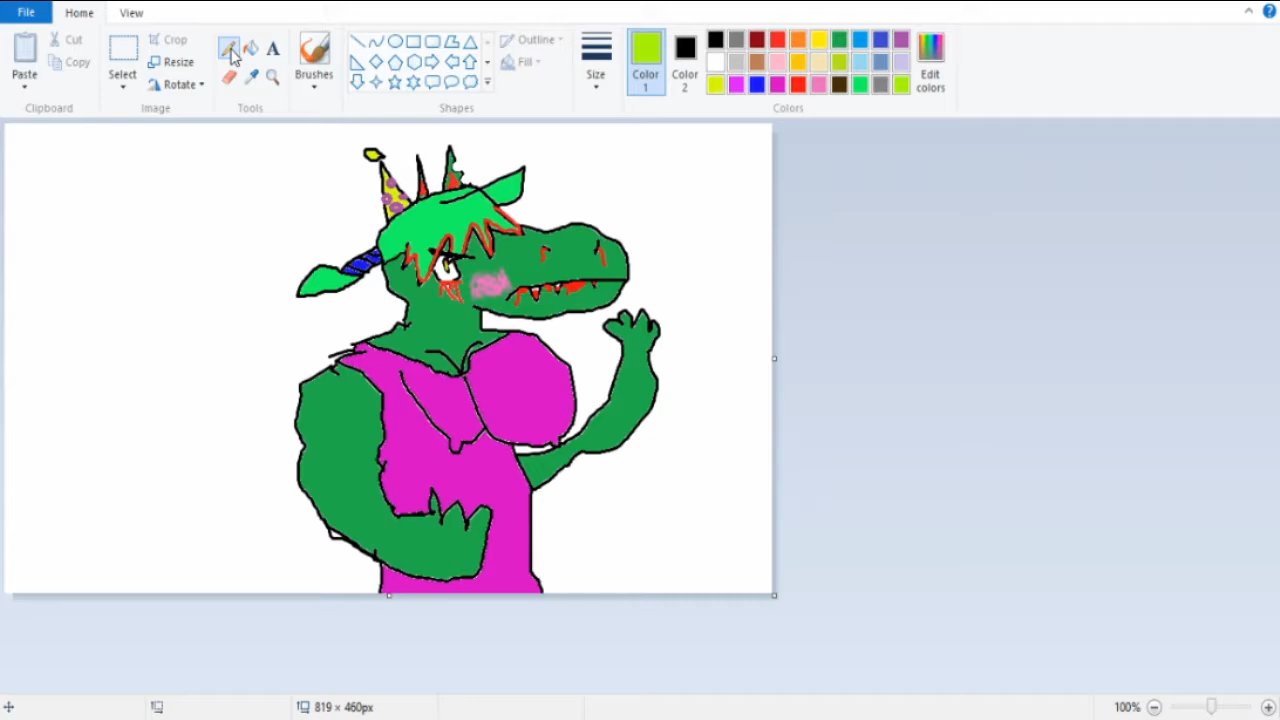 File Home View
Cut
Copy
Paste
Clipboard
Crop
Resize
Rotate
Select
Image
Tools
Brushes
Outline
Fill
Shapes
Size
Color
1
Color
2
Edit
colors
Colors
819 × 460px
100%